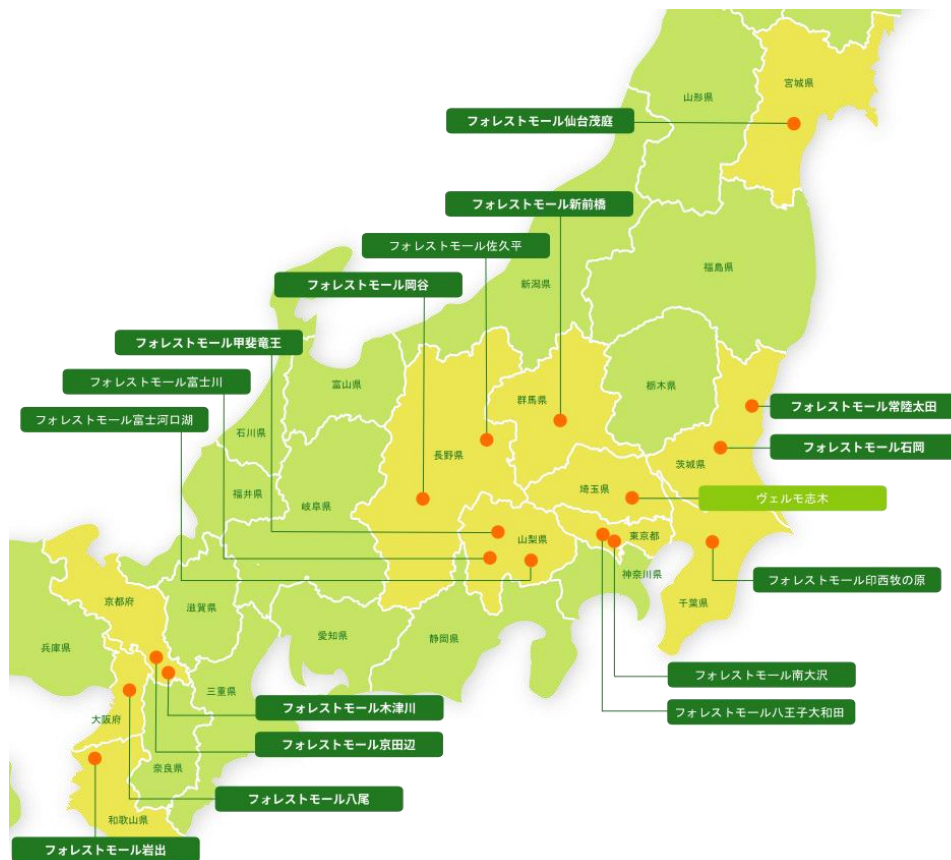 宮城県
山形県
フォレストモール仙台茂庭
フォレストモール新前橋
フォレストモール佐久平
福島県
フォレストモール岡谷
新潟県
フォレストモール甲斐竜王
フォレストモール富士川
富山県
栃木県
群馬県
フォレストモール常陸太田
フォレストモール富士河口湖
石川県
フォレストモール石岡
長野県
茨城県
福井県
埼玉県
ヴェルモ志木
岐阜県
山梨県
東京都
神奈川県
フォレストモール印西牧の原
京都府
滋賀県
千葉県
愛知県
静岡県
兵庫県
フォレストモール南大沢
三重県
フォレストモール木津川
フォレストモール八王子大和田
大阪府
フォレストモール京田辺
奈良県
フォレストモール八尾
和歌山県
フォレストモール岩出